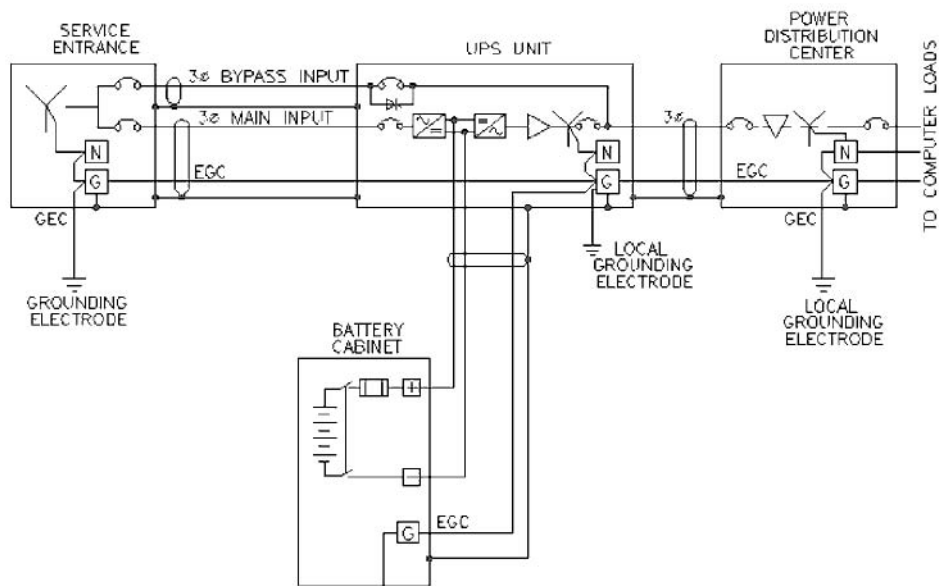 SERVICE
ENTRANCE
UPS UNIT
POWER
DISTRIBUTION
CENTER
3ø BYPASS INPUT
3ø MAIN INPUT
3ø
TO COMPUTER LOADS
N
N
N
G
EGC
G
EGC
G
GEC
GEC
GROUNDING
ELECTRODE
LOCAL
GROUNDING
ELECTRODE
LOCAL
GROUNDING
ELECTRODE
BATTERY
CABINET
+
−
G
EGC